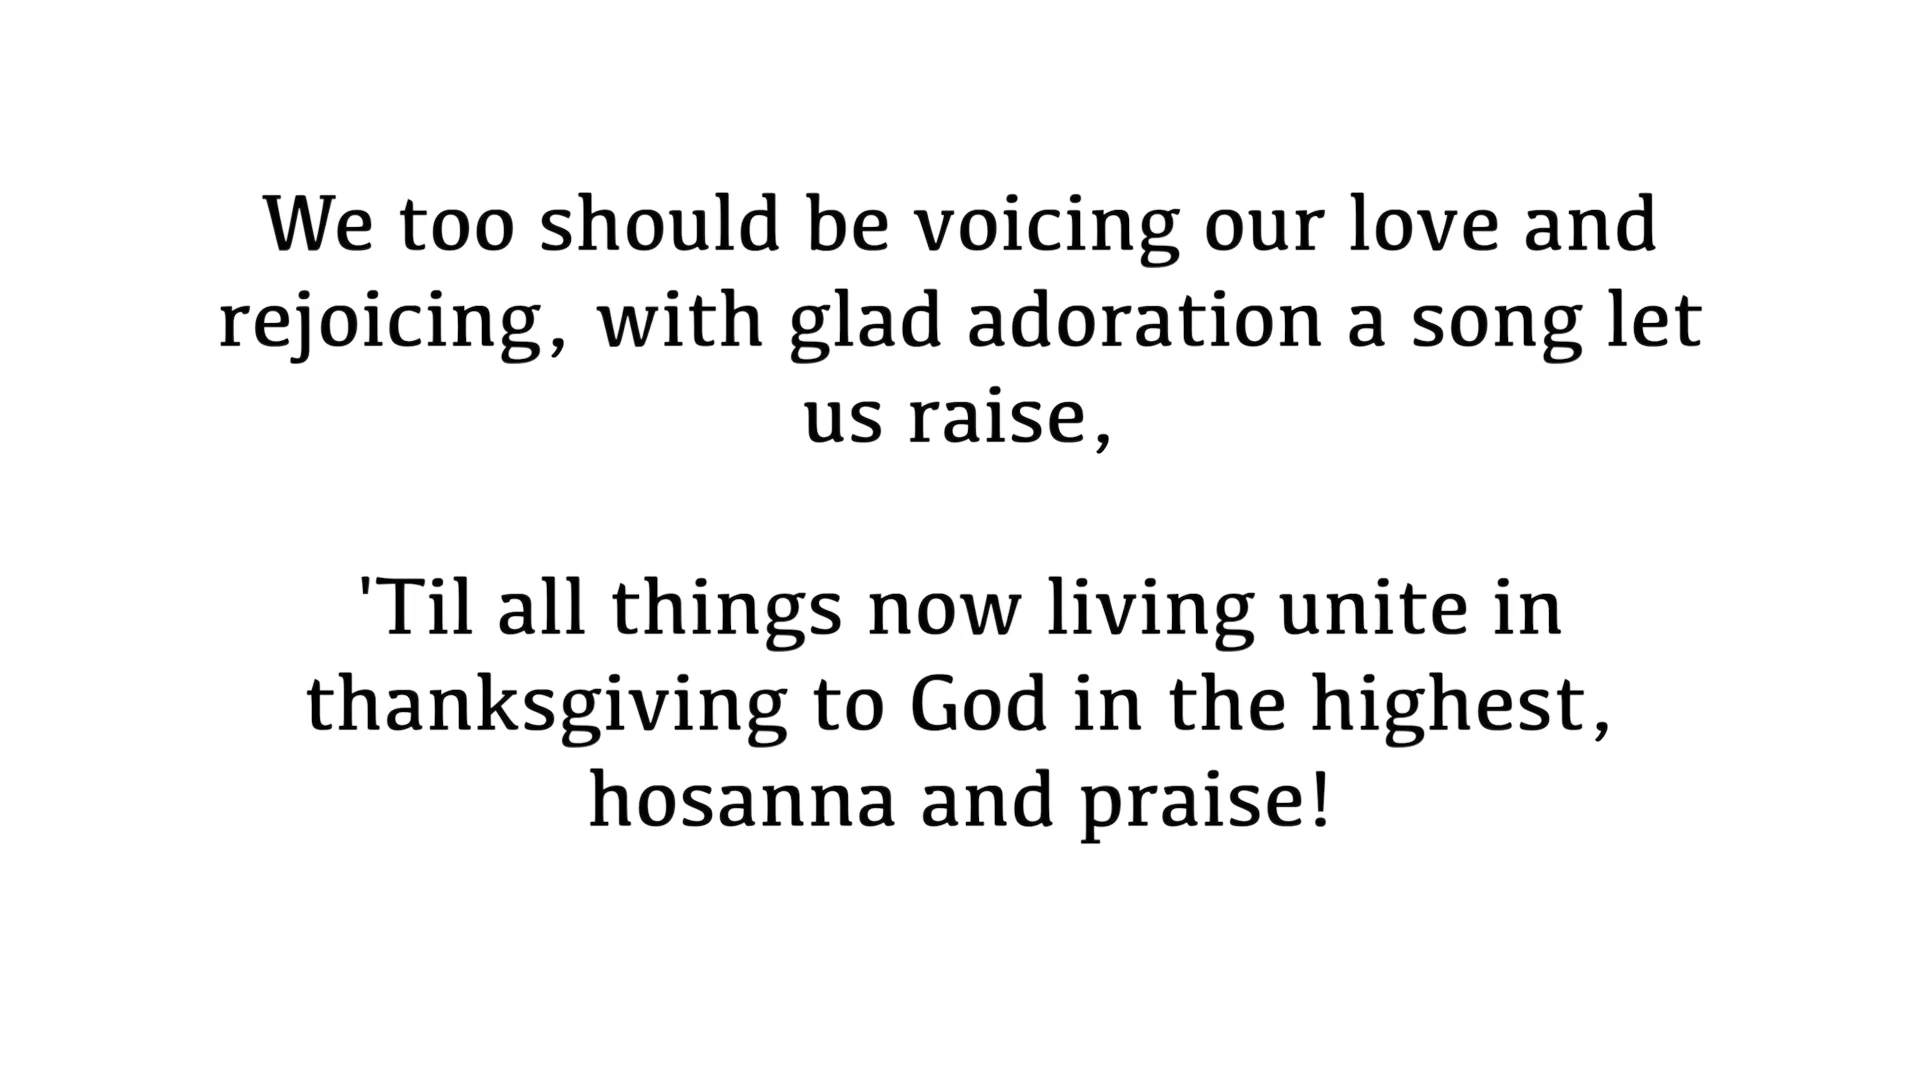 We too should be voicing our love and
rejoicing, with glad adoration a song let
us raise,
'Til all things now living unite in
thanksgiving to God in the highest,
hosanna and praise!